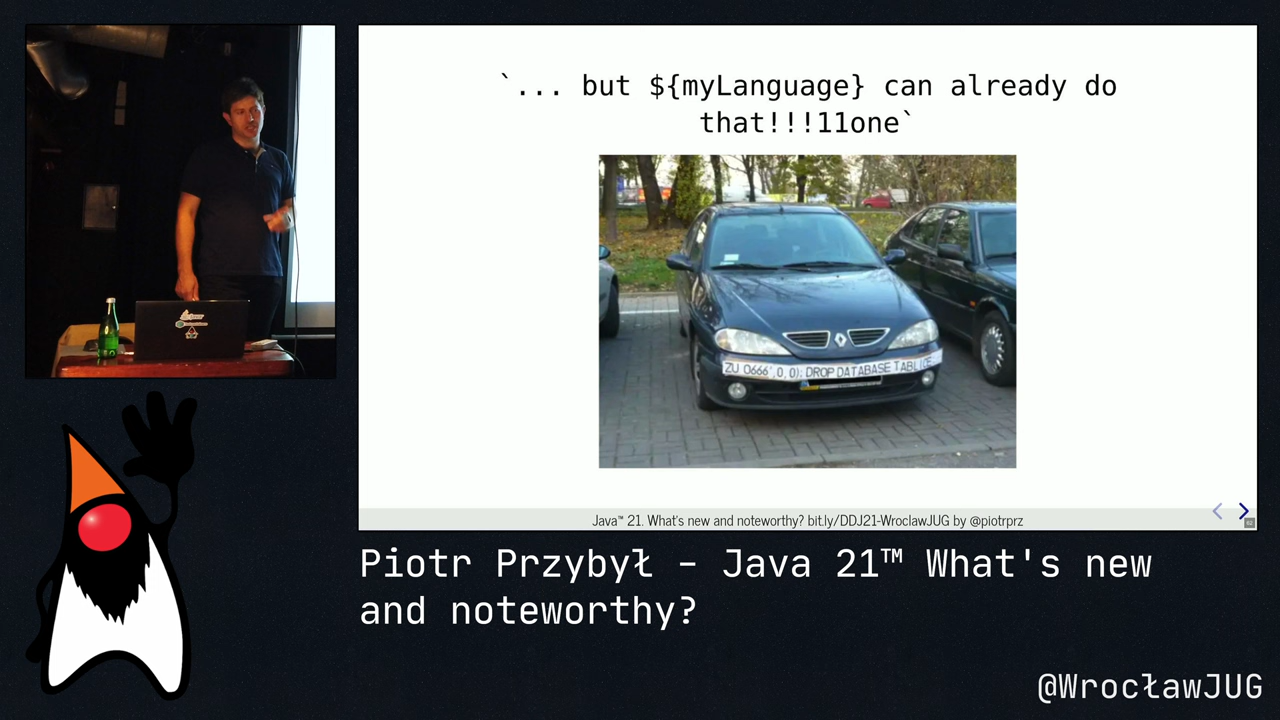 `... but ${myLanguage} can already do
that!!!11one`
ZU 0666',0,0); DROP DATABASE TABLICE
Java™ 21. What's new and noteworthy? bit.ly/DDJ21-WroclawJUG by @piotrprz
Piotr Przybył – Java 21™ What's new
and noteworthy?
@WrocławJUG